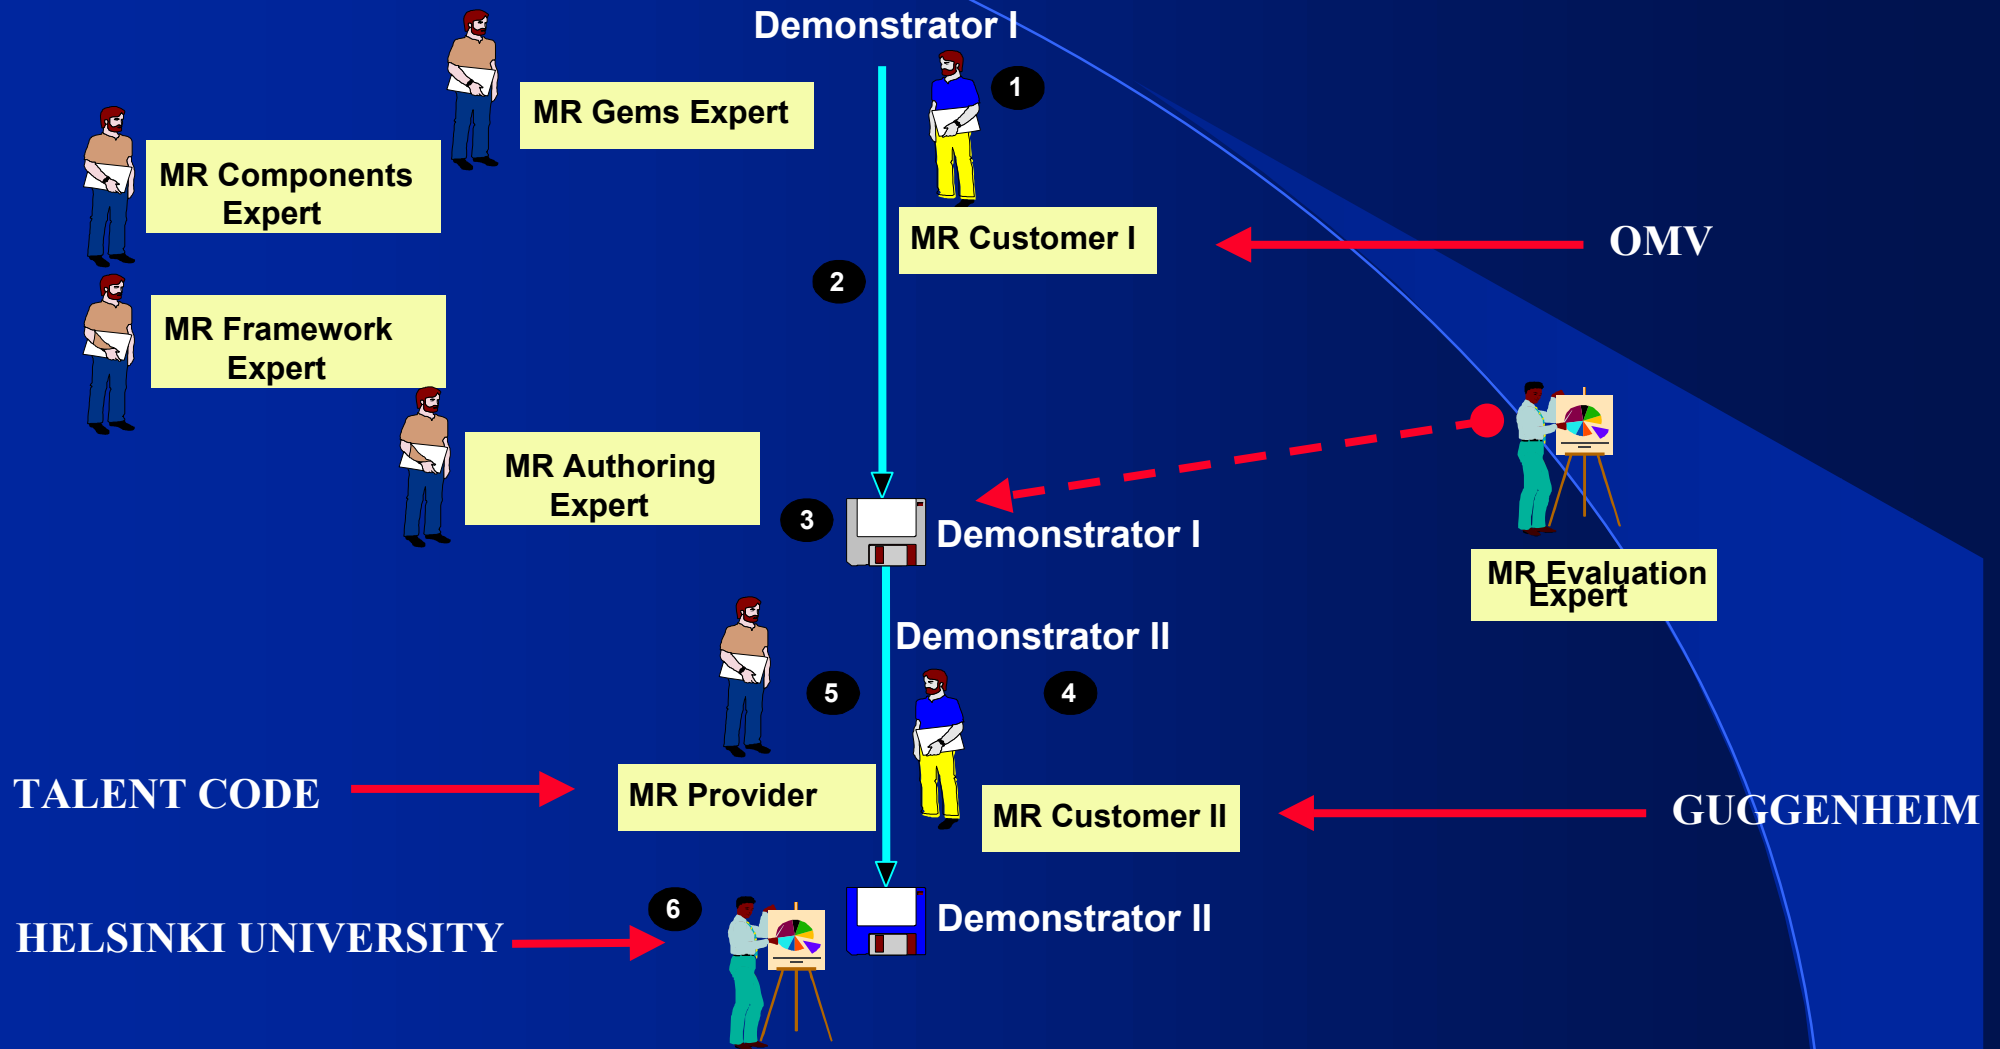 Demonstrator I
1
MR Gems Expert
MR Components
Expert
MR Customer I
OMV
2
MR Framework
Expert
MR Authoring
Expert
3
Demonstrator I
MR Evaluation
Expert
Demonstrator II
5
4
TALENT CODE
MR Provider
MR Customer II
GUGGENHEIM
6
HELSINKI UNIVERSITY
Demonstrator II